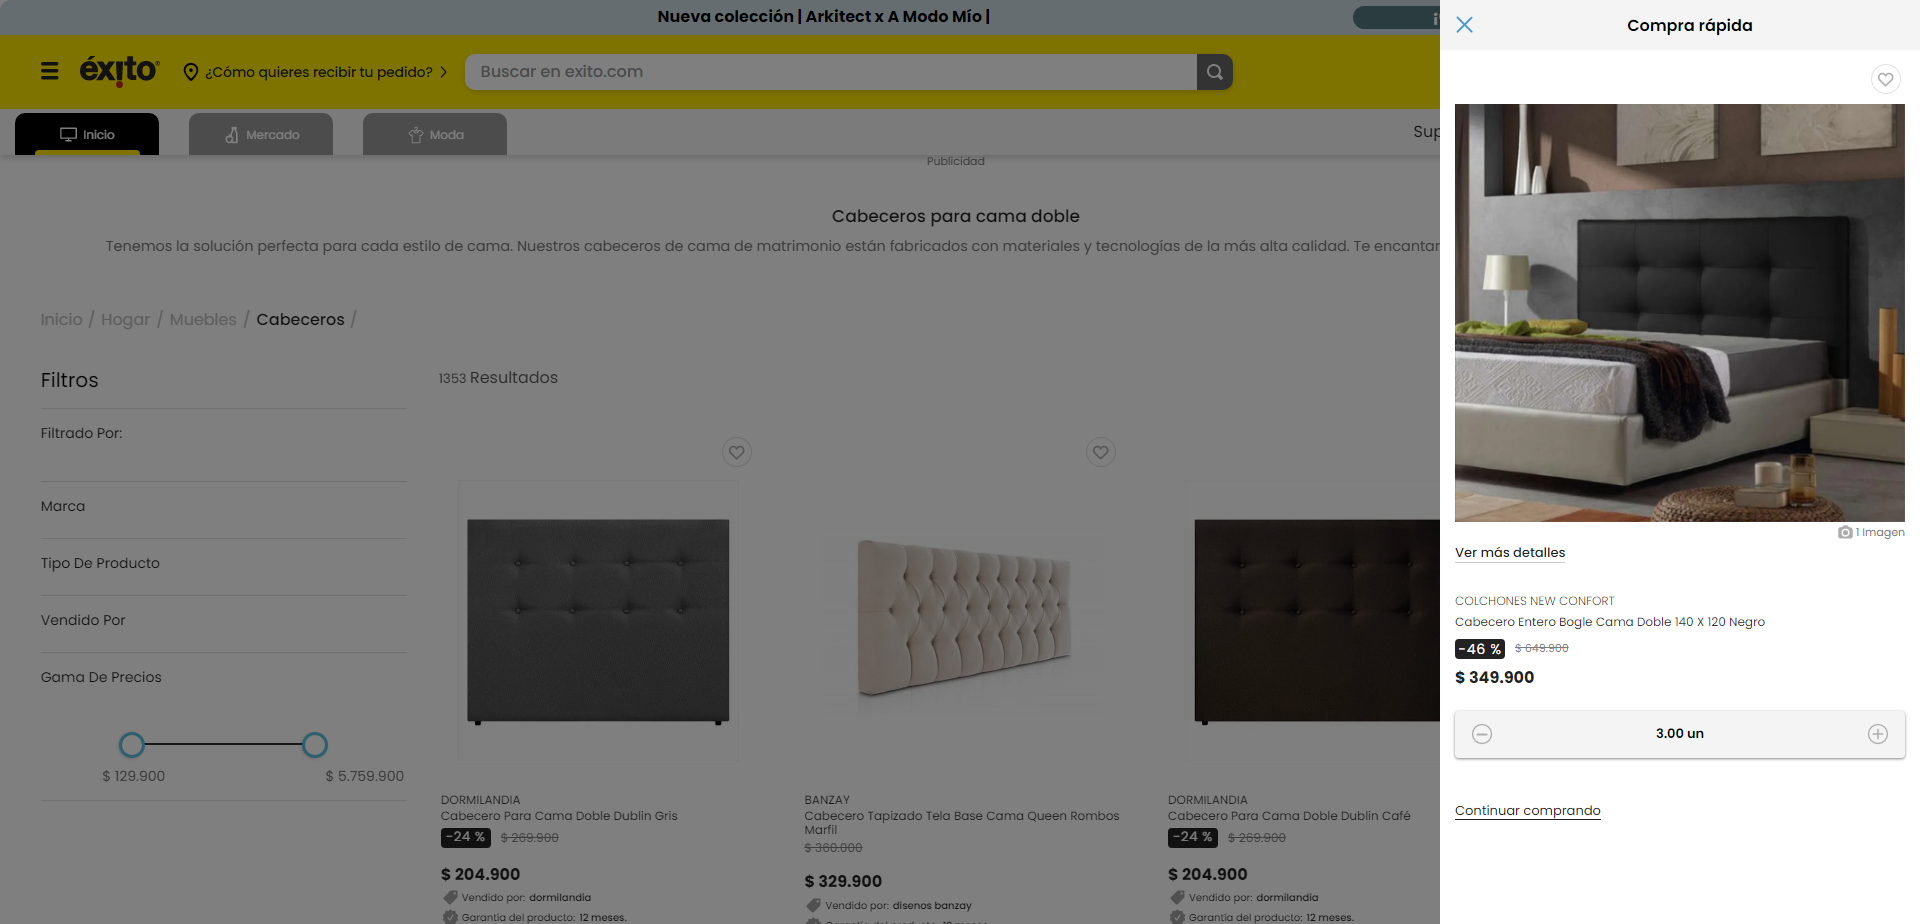 Nueva colección | Arkitect x A Modo Mío |
éxito
¿Cómo quieres recibir tu pedido?
Buscar en exito.com
Inicio
Mercado
Moda
Sup
Publicidad
Cabeceros para cama doble
Tenemos la solución perfecta para cada estilo de cama. Nuestros cabeceros de cama de matrimonio están fabricados con materiales y tecnologías de la más alta calidad. Te encantar
Inicio / Hogar / Muebles / Cabeceros /
Filtros
Filtrado Por:
Marca
Tipo De Producto
Vendido Por
Gama De Precios
$ 129.900
$ 5.759.900
1353 Resultados
DORMILANDIA
Cabecero Para Cama Doble Dublin Gris
-24 % $ 269.900
$ 204.900
Vendido por: dormilandia
Garantía del producto: 12 meses.
BANZAY
Cabecero Tapizado Tela Base Cama Queen Rombos
Marfil
$ 360.000
$ 329.900
Vendido por: disenos banzay
Garantía del producto: 12 meses.
DORMILANDIA
Cabecero Para Cama Doble Dublin Café
-24 % $ 269.900
$ 204.900
Vendido por: dormilandia
Garantía del producto: 12 meses.
Compra rápida
1 Imagen
Ver más detalles
COLCHONES NEW CONFORT
Cabecero Entero Bogle Cama Doble 140 X 120 Negro
-46 % $ 649.900
$ 349.900
3.00 un
Continuar comprando